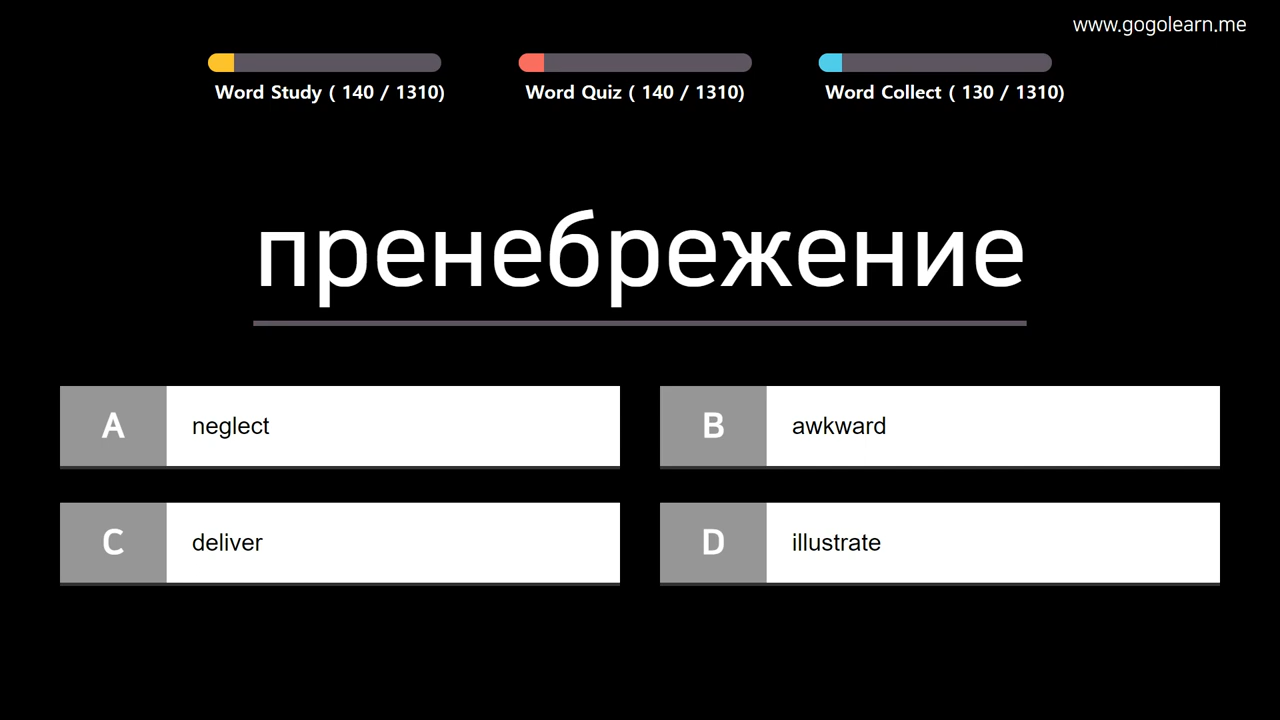 www.gogolearn.me
Word Study ( 140 / 1310)
Word Quiz ( 140 / 1310)
Word Collect ( 130 / 1310)
пренебрежение
A neglect
B awkward
C deliver
D illustrate